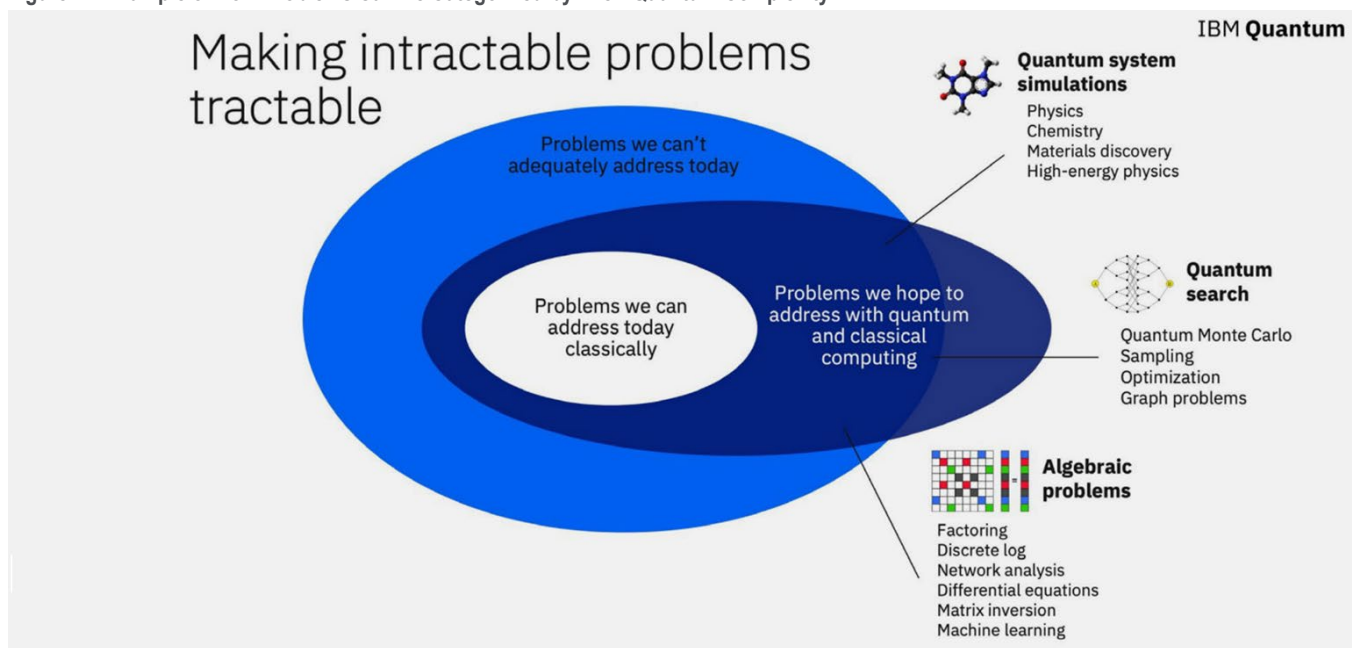 IBM Quantum
Making intractable problems
tractable
Problems we can't
adequately address today
Problems we can
address today
classically
Problems we hope to
address with quantum
and classical
computing
Quantum system
simulations
Physics
Chemistry
Materials discovery
High-energy physics
Quantum
search
Quantum Monte Carlo
Sampling
Optimization
Graph problems
Algebraic
problems
Factoring
Discrete log
Network analysis
Differential equations
Matrix inversion
Machine learning